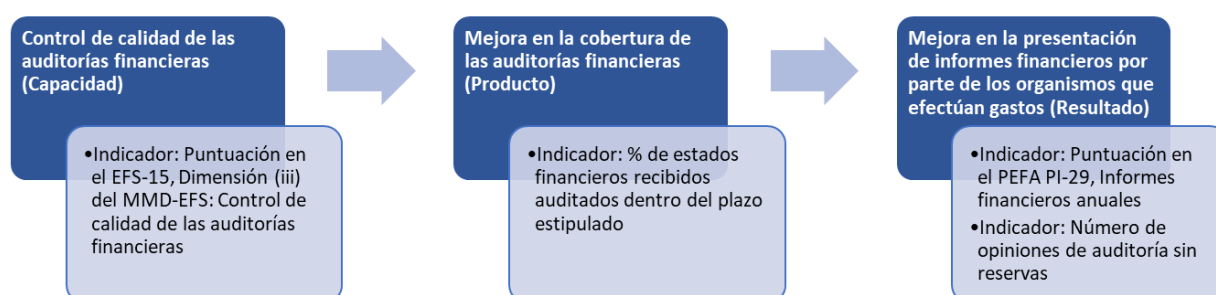 Control de calidad de las
auditorías financieras
(Capacidad)
•Indicador: Puntuación en
el EFS-15, Dimensión (iii)
del MMD-EFS: Control de
calidad de las auditorías
financieras
Mejora en la cobertura de
las auditorías financieras
(Producto)
•Indicador: % de estados
financieros recibidos
auditados dentro del plazo
estipulado
Mejora en la presentación
de informes financieros por
parte de los organismos que
efectúan gastos (Resultado)
•Indicador: Puntuación en
el PEFA PI-29, Informes
financieros anuales
•Indicador: Número de
opiniones de auditoría sin
reservas